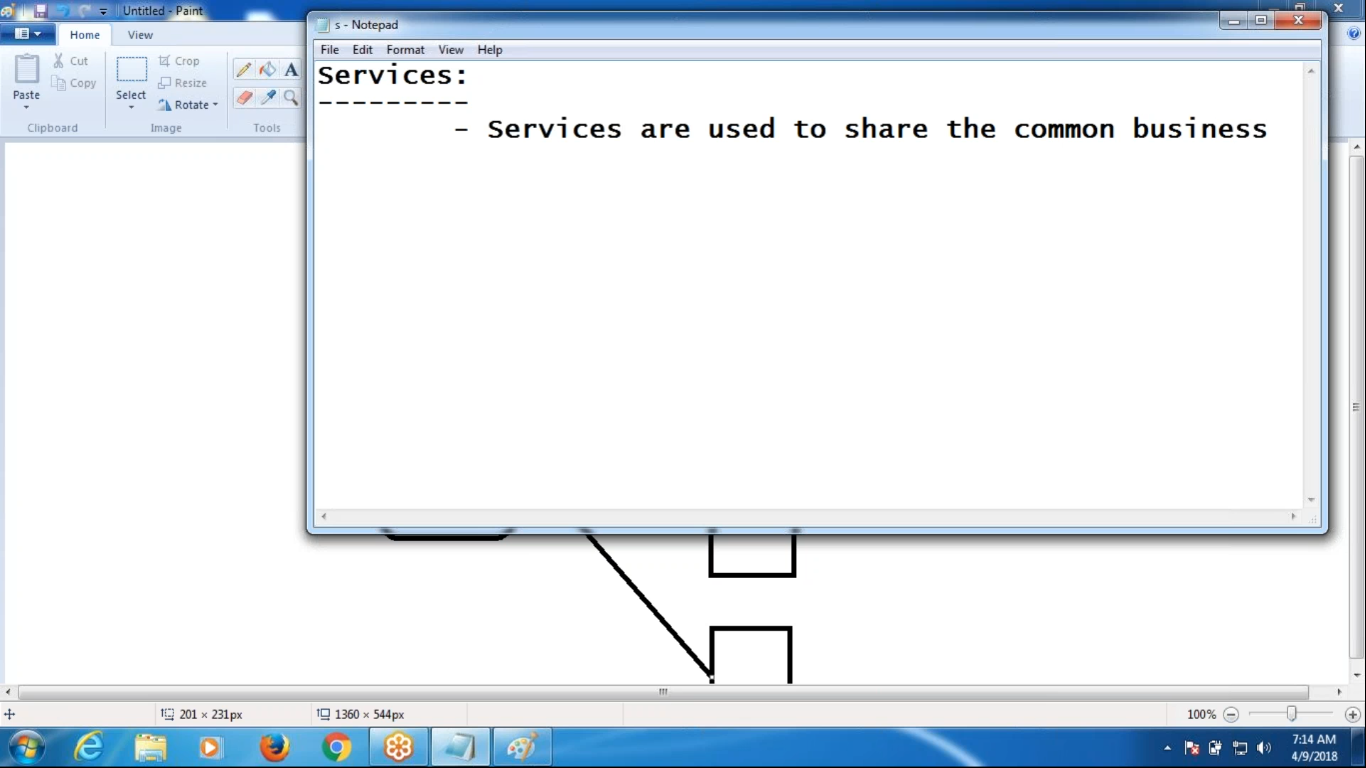 Untitled - Paint
Home
View
Paste
Cut
Copy
Clipboard
Select
Crop
Resize
Rotate
Image
Tools
s - Notepad
File Edit Format View Help
Services:
---------
- Services are used to share the common business
201 × 231px
1360 × 544px
100%
7:14 AM
4/9/2018